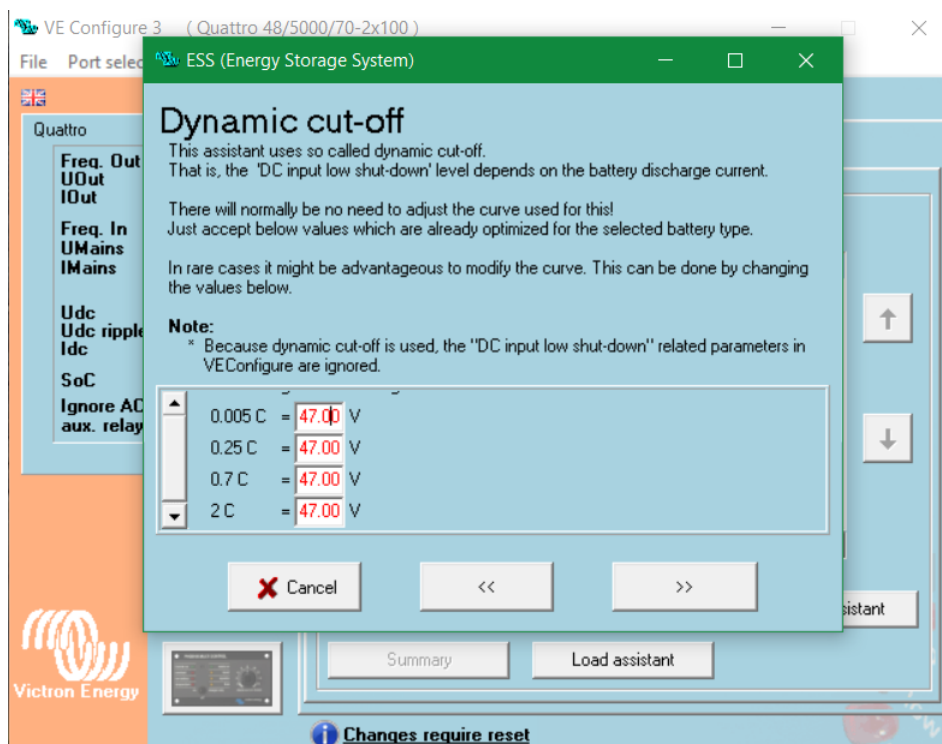 VE Configure 3 ( Quattro 48/5000/70-2x100 )
File Port selec
ESS (Energy Storage System)
Quattro
Freq. Out
UOut
IOut
Freq. In
UMains
IMains
Udc
Udc ripple
Idc
SoC
Ignore AC
aux. relay
Dynamic cut-off
This assistant uses so called dynamic cut-off.
That is, the 'DC input low shut-down' level depends on the battery discharge current.
There will normally be no need to adjust the curve used for this!
Just accept below values which are already optimized for the selected battery type.
In rare cases it might be advantageous to modify the curve. This can be done by changing
the values below.
Note:
* Because dynamic cut-off is used, the "DC input low shut-down" related parameters in
VEConfigure are ignored.
0.005 C = 47.00 V
0.25 C = 47.00 V
0.7 C = 47.00 V
2 C = 47.00 V
Cancel << >>
sistant
Summary Load assistant
Victron Energy
Changes require reset